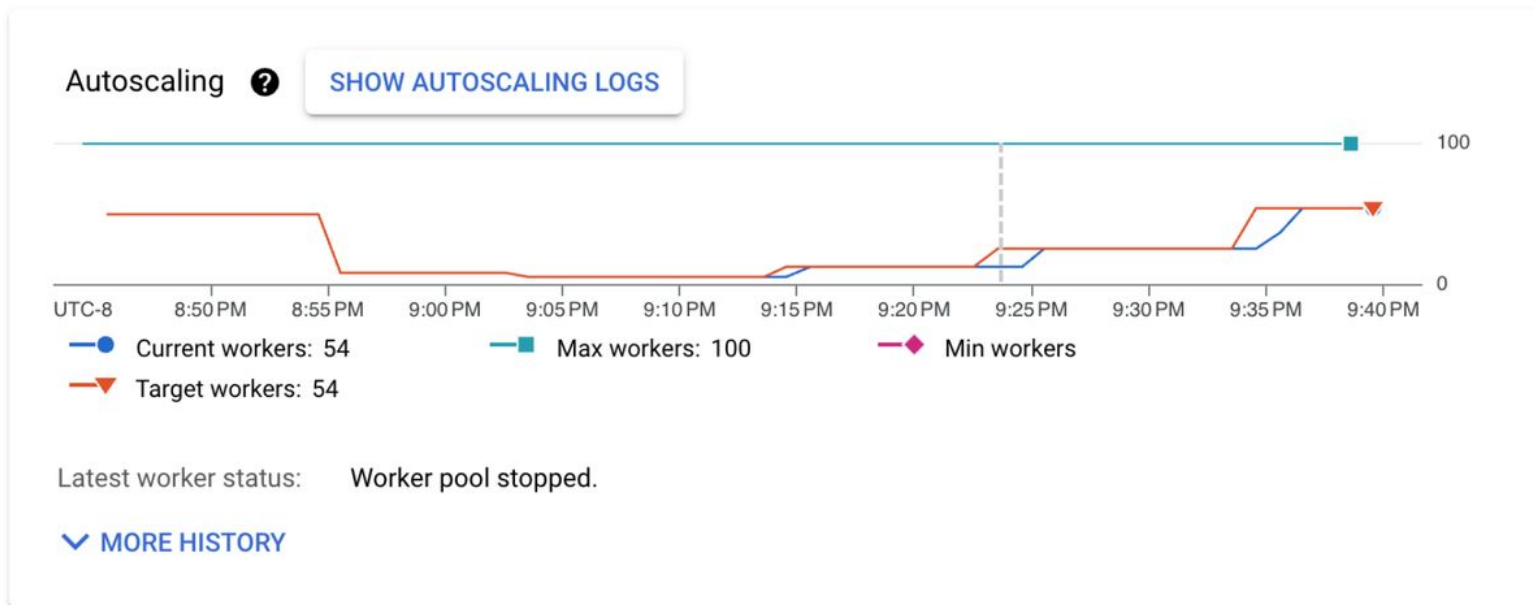 Autoscaling ? SHOW AUTOSCALING LOGS
100
0
UTC-8 8:50 PM 8:55 PM 9:00 PM 9:05 PM 9:10 PM 9:15 PM 9:20 PM 9:25 PM 9:30 PM 9:35 PM 9:40 PM
Current workers: 54 Max workers: 100 Min workers
Target workers: 54
Latest worker status: Worker pool stopped.
MORE HISTORY